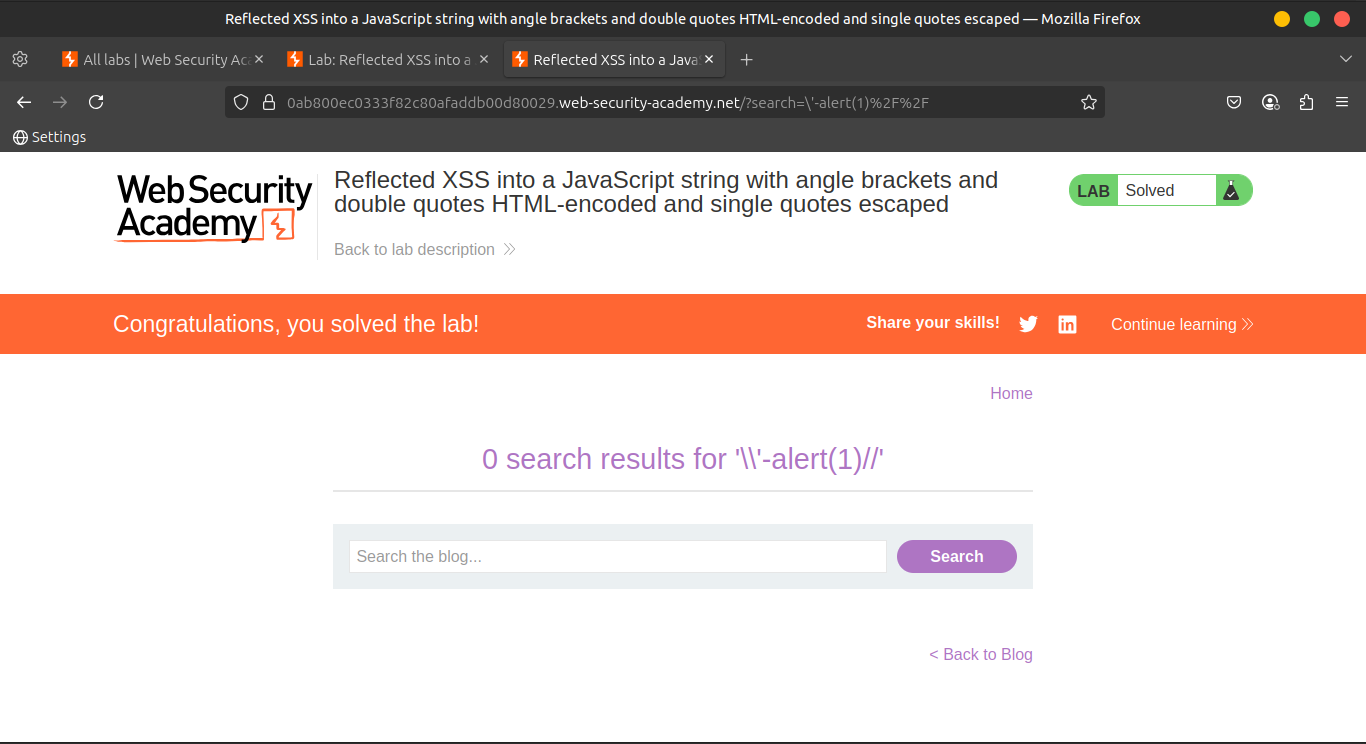 Reflected XSS into a JavaScript string with angle brackets and double quotes HTML-encoded and single quotes escaped — Mozilla Firefox
All labs | Web Security Aca
Lab: Reflected XSS into a
Reflected XSS into a Java
0ab800ec0333f82c80afaddb00d80029.web-security-academy.net/?search=\'-alert(1)%2F%2F
Settings
Web Security
Academy
Reflected XSS into a JavaScript string with angle brackets and
double quotes HTML-encoded and single quotes escaped
LAB Solved
Back to lab description
Congratulations, you solved the lab!
Share your skills!
Continue learning
Home
0 search results for '\\'-alert(1)//'
Search the blog...
Search
< Back to Blog